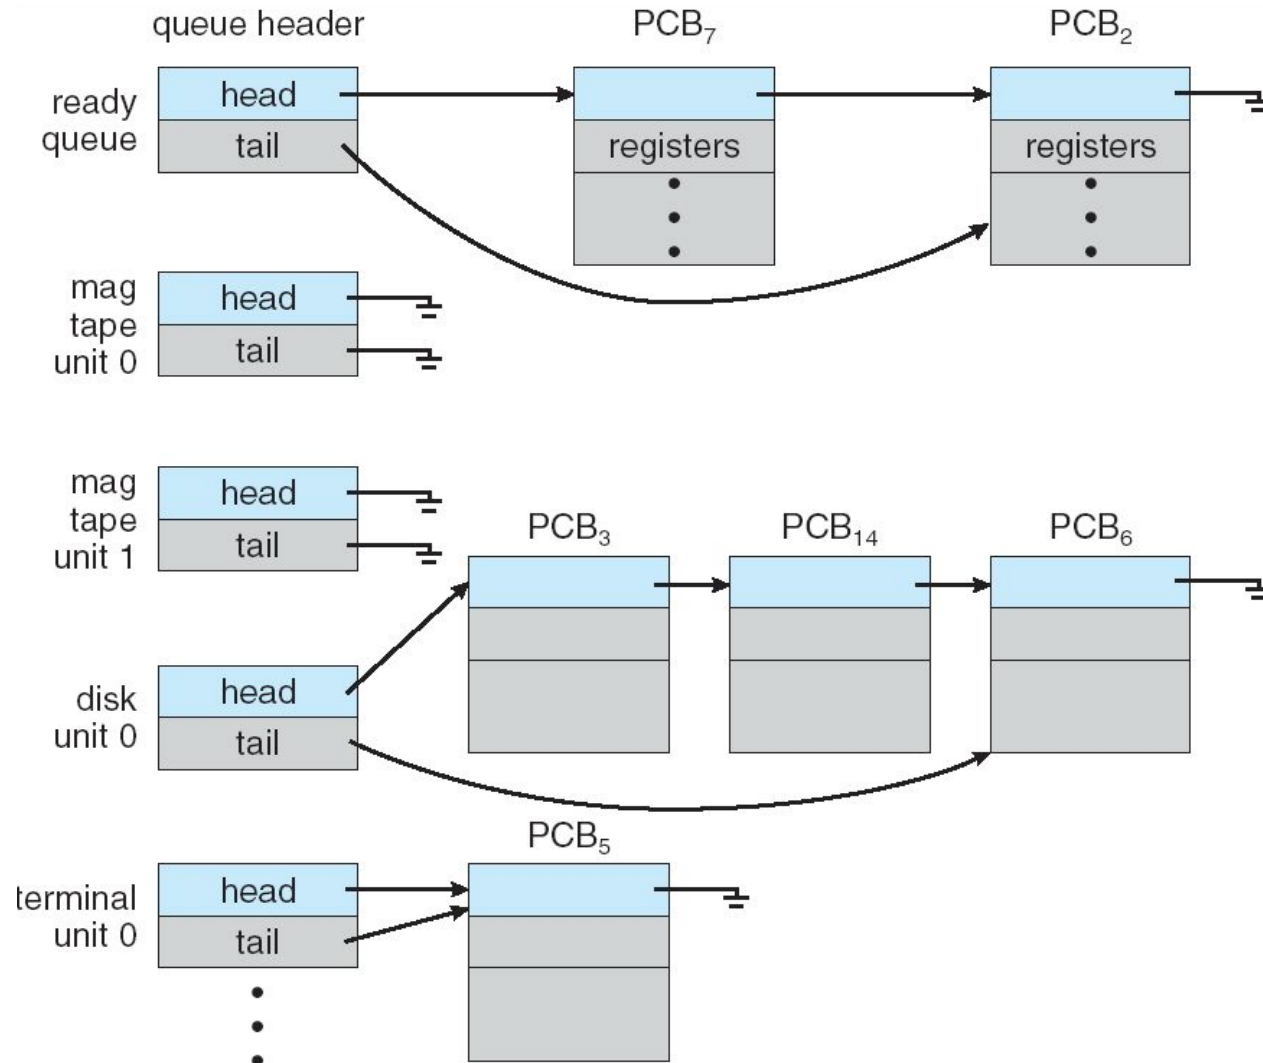 queue header
PCB₇
PCB₂
ready
queue
head
tail
registers
registers
mag
tape
unit 0
head
tail
mag
tape
unit 1
head
tail
PCB₃
PCB₁₄
PCB₆
disk
unit 0
head
tail
PCB₅
terminal
unit 0
head
tail